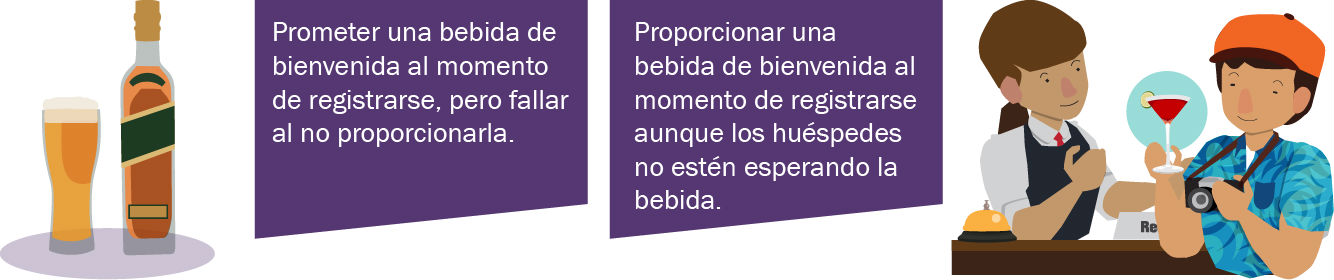 Prometer una bebida de
bienvenida al momento
de registrarse, pero fallar
al no proporcionarla.
Proporcionar una
bebida de bienvenida al
momento de registrarse
aunque los huéspedes
no estén esperando la
bebida.